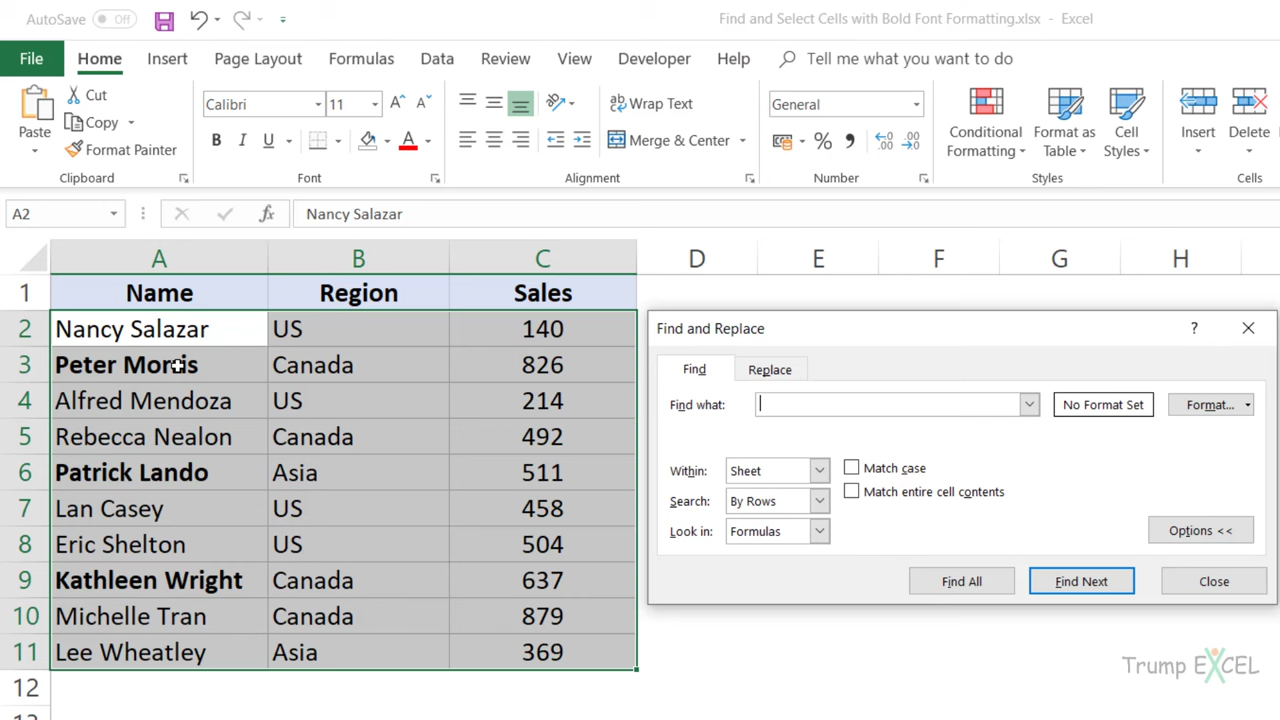 AutoSave Off
Find and Select Cells with Bold Font Formatting.xlsx - Excel
File Home Insert Page Layout Formulas Data Review View Developer Help Tell me what you want to do
Paste
Cut
Copy
Format Painter
Clipboard
Calibri 11
B I U
Font
Wrap Text
Merge & Center
Alignment
General
Number
Conditional
Formatting
Format as
Table
Cell
Styles
Styles
Insert
Delete
Cells
A2 fx Nancy Salazar
A B C D E F G H
1 Name Region Sales
2 Nancy Salazar US 140
3 Peter Morris Canada 826
4 Alfred Mendoza US 214
5 Rebecca Nealon Canada 492
6 Patrick Lando Asia 511
7 Lan Casey US 458
8 Eric Shelton US 504
9 Kathleen Wright Canada 637
10 Michelle Tran Canada 879
11 Lee Wheatley Asia 369
12
Find and Replace ?
Find Replace
Find what: No Format Set Format...
Within: Sheet Match case
Search: By Rows Match entire cell contents
Look in: Formulas Options <<
Find All Find Next Close
Trump EXCEL